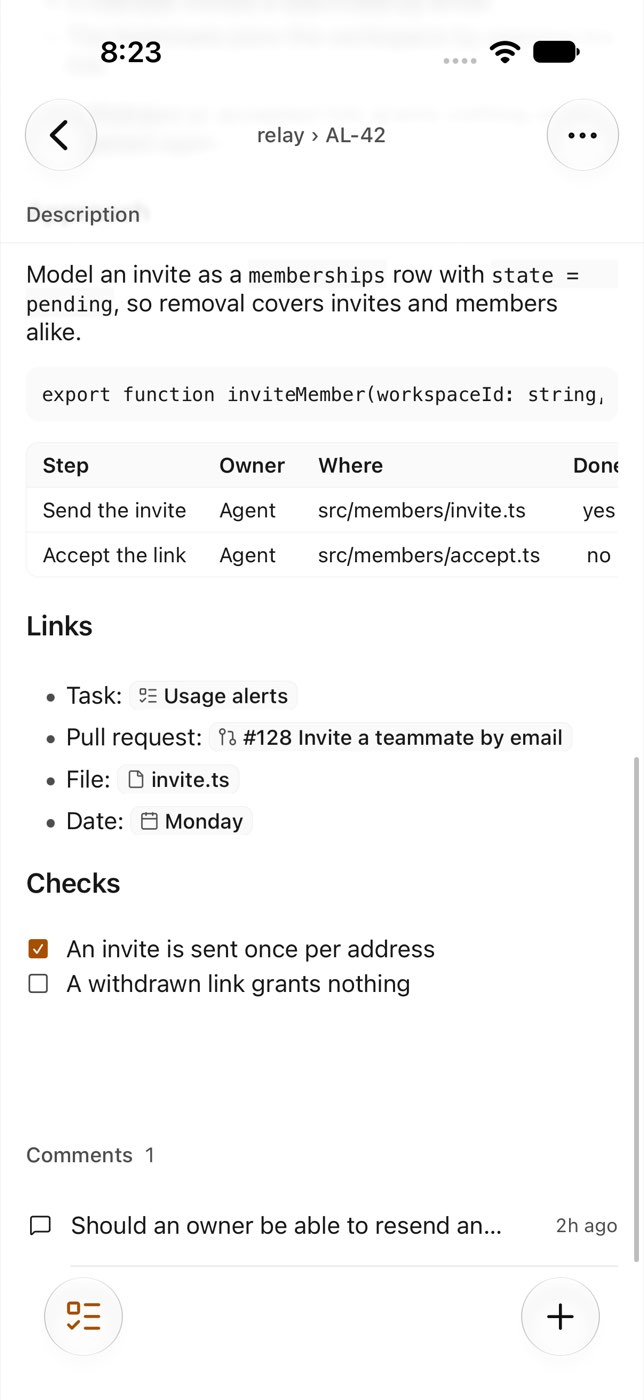 8:23
relay › AL-42
Description
Model an invite as a memberships row with state =
pending, so removal covers invites and members
alike.
export function inviteMember(workspaceId: string,
Step Owner Where Done
Send the invite Agent src/members/invite.ts yes
Accept the link Agent src/members/accept.ts no
Links
• Task: Usage alerts
• Pull request: #128 Invite a teammate by email
• File: invite.ts
• Date: Monday
Checks
An invite is sent once per address
A withdrawn link grants nothing
Comments 1
Should an owner be able to resend an... 2h ago